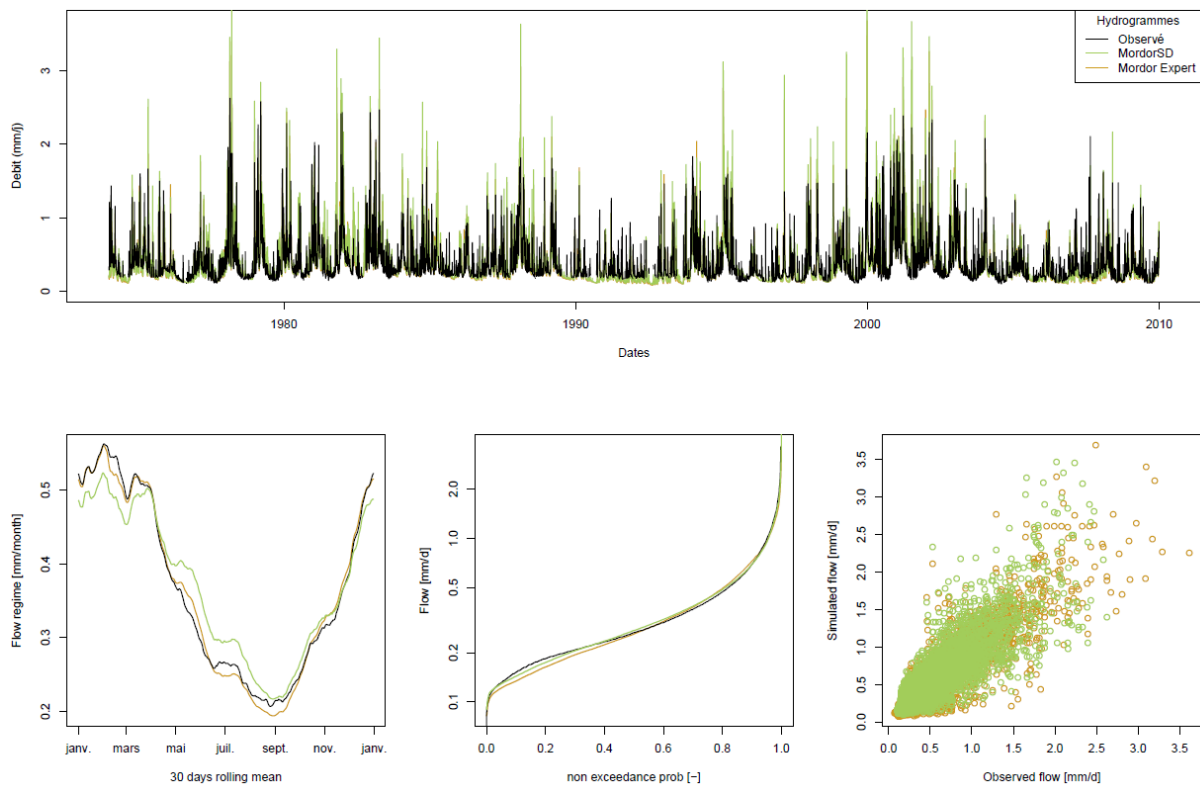 Hydrogrammes
Observé
MordorSD
Mordor Expert
Debit (mm/j)
3
2
1
0
1980
1990
2000
2010
Dates
Flow regime [mm/month]
0.5
0.4
0.3
0.2
janv.
mars
mai
juil.
sept.
nov.
janv.
30 days rolling mean
Flow [mm/d]
2.0
1.0
0.5
0.2
0.1
0.0
0.2
0.4
0.6
0.8
1.0
non exceedance prob [−]
Simulated flow [mm/d]
3.5
3.0
2.5
2.0
1.5
1.0
0.5
0.0
0.0
0.5
1.0
1.5
2.0
2.5
3.0
3.5
Observed flow [mm/d]